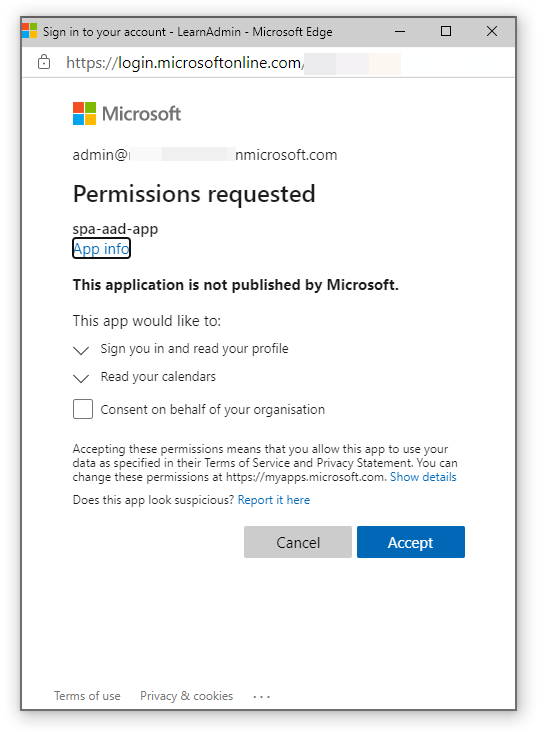 Sign in to your account - LearnAdmin - Microsoft Edge
https://login.microsoftonline.com/
Microsoft
admin@ nmicrosoft.com
Permissions requested
spa-aad-app
App info
This application is not published by Microsoft.
This app would like to:
Sign you in and read your profile
Read your calendars
Consent on behalf of your organisation
Accepting these permissions means that you allow this app to use your
data as specified in their Terms of Service and Privacy Statement. You can
change these permissions at https://myapps.microsoft.com. Show details
Does this app look suspicious? Report it here
Cancel Accept
Terms of use Privacy & cookies ...